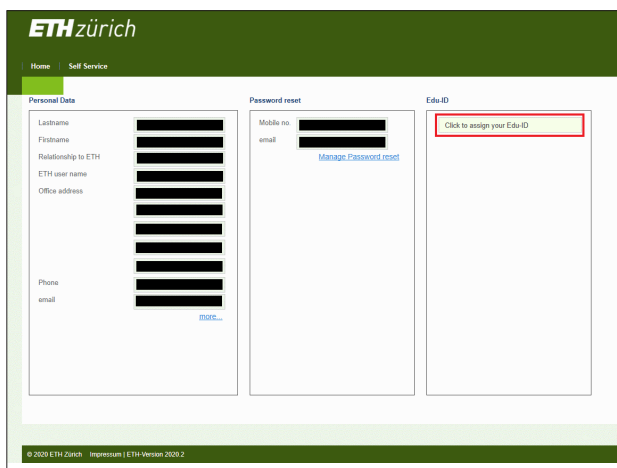 ETH zürich
Home Self Service
Personal Data
Lastname
Firstname
Relationship to ETH
ETH user name
Office address
Phone
email
more...
Password reset
Mobile no.
email
Manage Password reset
Edu-ID
Click to assign your Edu-ID
© 2020 ETH Zürich Impressum | ETH-Version 2020.2